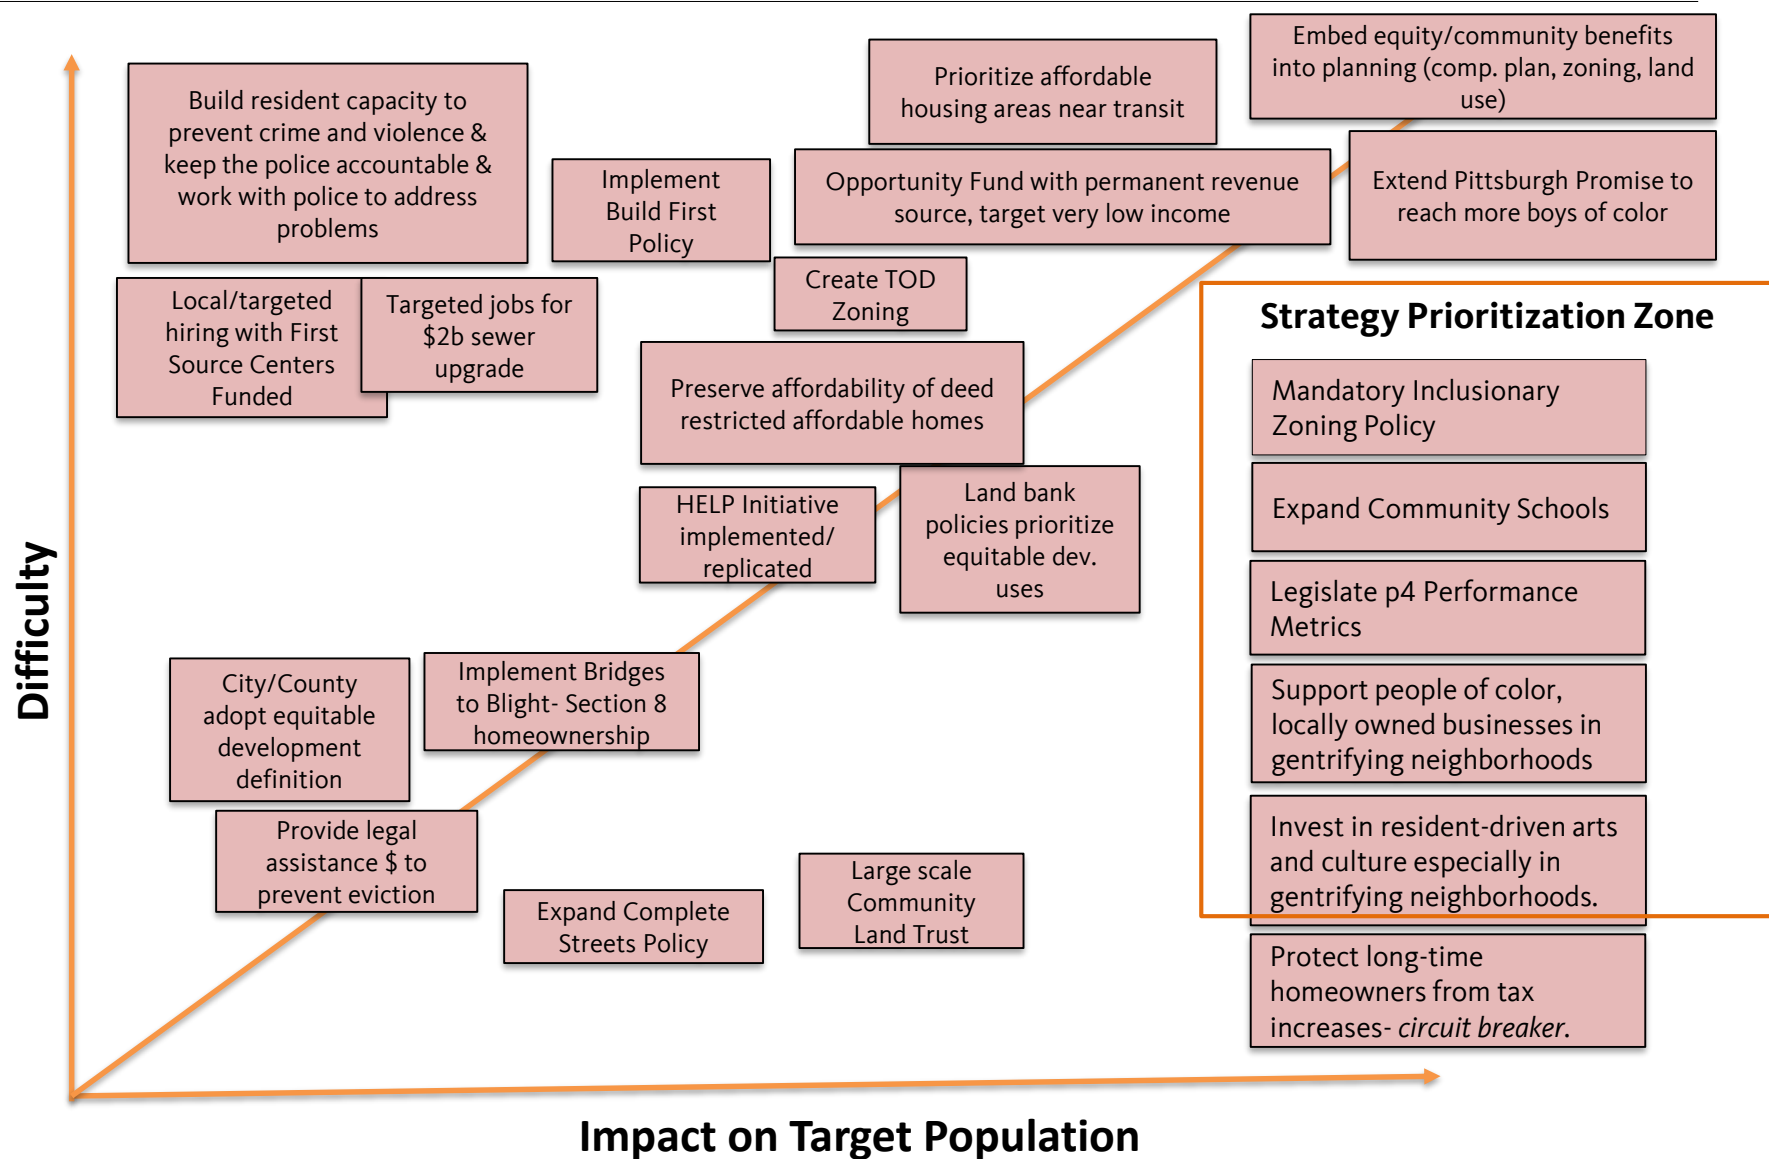 Embed equity/community benefits
into planning (comp. plan, zoning, land
use)
Prioritize affordable
housing areas near transit
Build resident capacity to
prevent crime and violence &
keep the police accountable &
work with police to address
problems
Implement
Build First
Policy
Opportunity Fund with permanent revenue
source, target very low income
Extend Pittsburgh Promise to
reach more boys of color
Create TOD
Zoning
Local/targeted
hiring with First
Source Centers
Funded
Targeted jobs for
$2b sewer
upgrade
Strategy Prioritization Zone
Preserve affordability of deed
restricted affordable homes
Mandatory Inclusionary
Zoning Policy
HELP Initiative
implemented/
replicated
Land bank
policies prioritize
equitable dev.
uses
Expand Community Schools
Legislate p4 Performance
Metrics
Difficulty
City/County
adopt equitable
development
definition
Implement Bridges
to Blight- Section 8
homeownership
Support people of color,
locally owned businesses in
gentrifying neighborhoods
Provide legal
assistance $ to
prevent eviction
Invest in resident-driven arts
and culture especially in
gentrifying neighborhoods.
Expand Complete
Streets Policy
Large scale
Community
Land Trust
Protect long-time
homeowners from tax
increases- circuit breaker.
Impact on Target Population